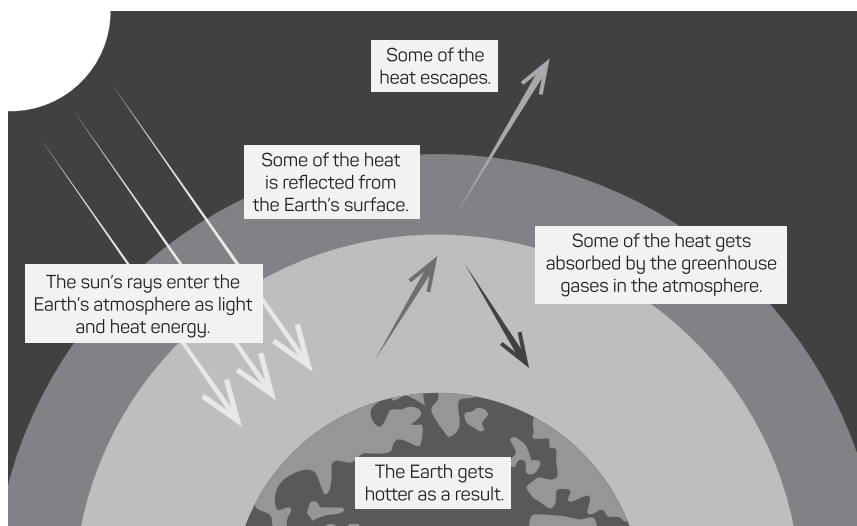 Some of the
heat escapes.
Some of the heat
is reflected from
the Earth's surface.
Some of the heat gets
absorbed by the greenhouse
gases in the atmosphere.
The sun's rays enter the
Earth's atmosphere as light
and heat energy.
The Earth gets
hotter as a result.